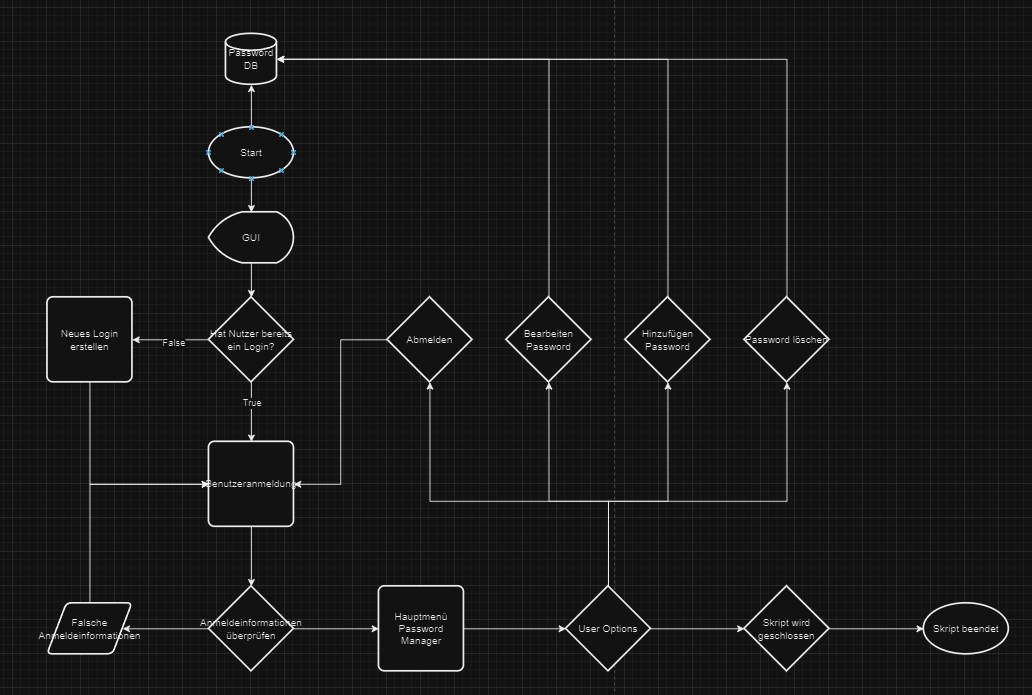 Password
DB
Start
GUI
Neues Login
erstellen
False
Hat Nutzer bereits
ein Login?
True
Abmelden
Bearbeiten
Password
Hinzufügen
Password
Password löschen
Benutzeranmeldung
Falsche
Anmeldeinformationen
Anmeldeinformationen
überprüfen
Hauptmenü
Password
Manager
User Options
Skript wird
geschlossen
Skript beendet